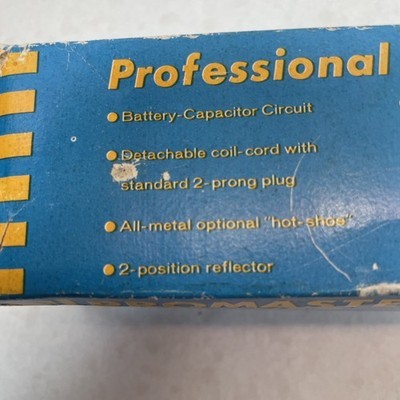 Professional
• Battery-Capacitor Circuit
• Detachable coil-cord with
standard 2-prong plug
• All-metal optional "hot-shoe"
• 2-position reflector